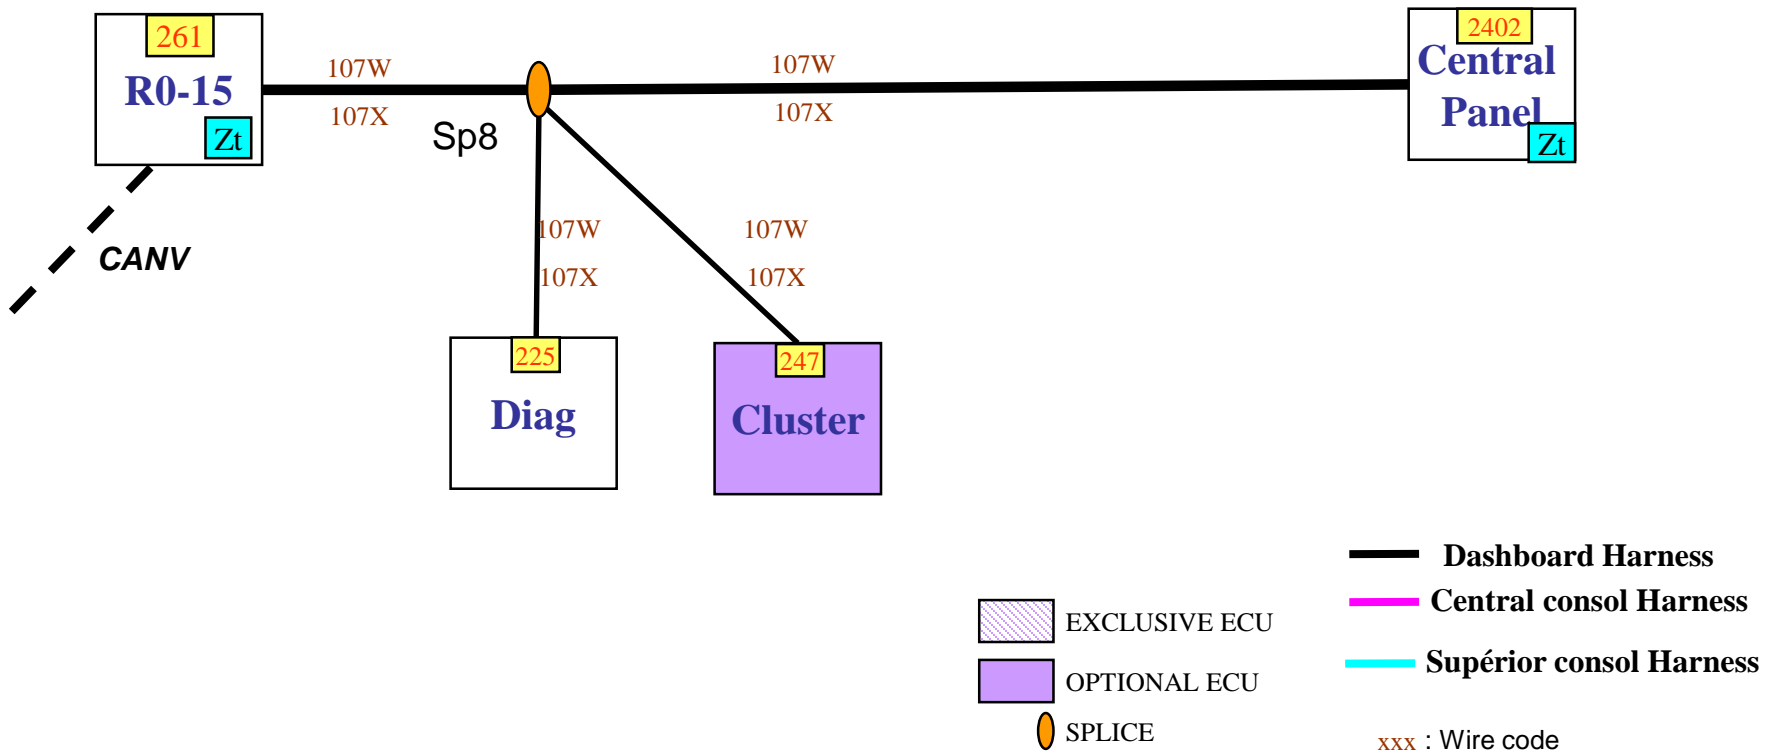 261
R0-15
Zt
107W
107X
Sp8
107W
107X
2402
Central
Panel
Zt
CANV
107W
107X
107W
107X
225
Diag
247
Cluster
EXCLUSIVE ECU
OPTIONAL ECU
SPLICE
Dashboard Harness
Central consol Harness
Supérior consol Harness
xxx : Wire code